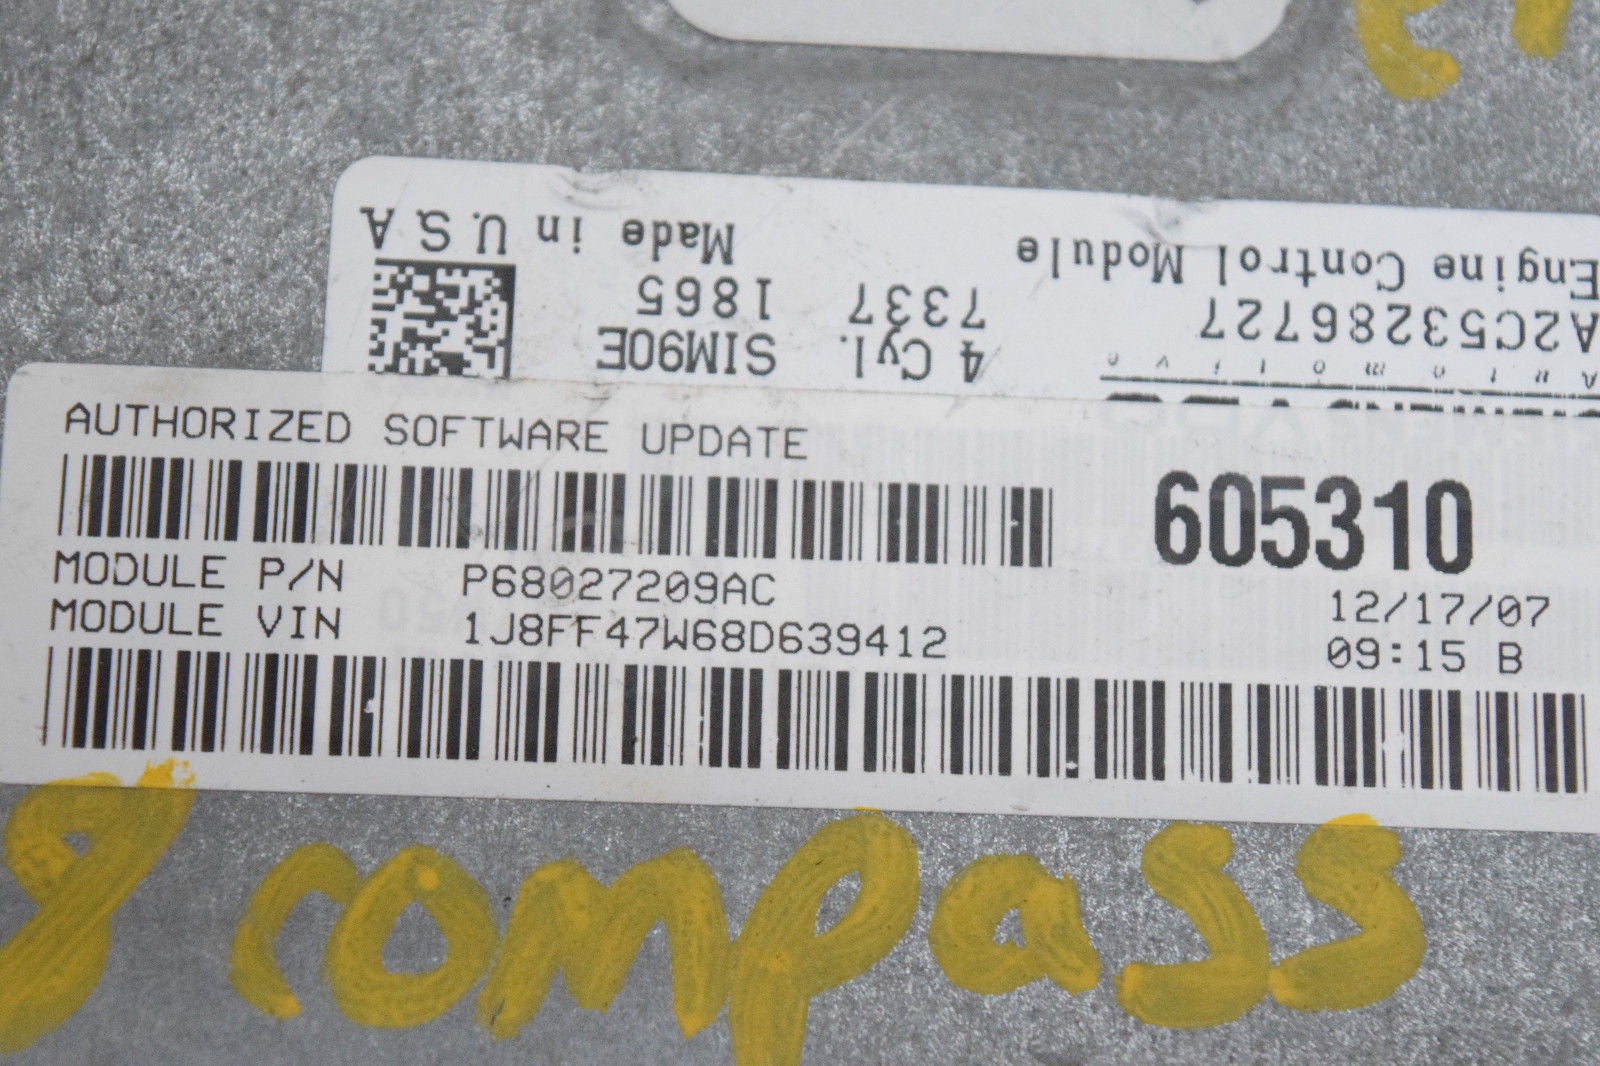 AUTHORIZED SOFTWARE UPDATE
605310
MODULE P/N P68027209AC
12/17/07
MODULE VIN 1J8FF47W68D639412
09:15 B
A2C53286727
Engine Control Module
4 Cyl. SIM90E
7337 1865
Made in U.S.A
8 compass